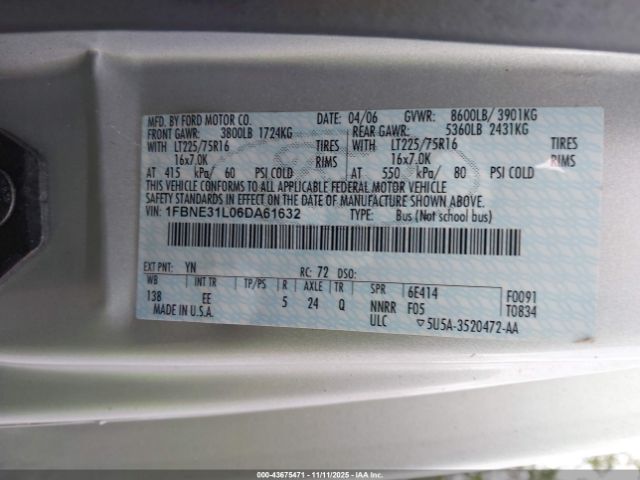 MFD. BY FORD MOTOR CO. DATE: 04/06 GVWR: 8600LB/ 3901KG
FRONT GAWR: 3800LB 1724KG REAR GAWR: 5360LB 2431KG
WITH LT225/75R16 TIRES WITH LT225/75R16 TIRES
16x7.0K RIMS 16x7.0K RIMS
AT 415 kPa/ 60 PSI COLD AT 550 kPa/ 80 PSI COLD
THIS VEHICLE CONFORMS TO ALL APPLICABLE FEDERAL MOTOR VEHICLE
SAFETY STANDARDS IN EFFECT ON THE DATE OF MANUFACTURE SHOWN ABOVE.
VIN: 1FBNE31L06DA61632 TYPE: Bus (Not school bus)
EXT PNT: YN RC: 72 DSO:
WB INT TR TP/PS R AXLE TR SPR 6E414 F0091
138 EE 5 24 Q NNRR F05 T0834
MADE IN U.S.A. ULC ▽5U5A-3520472-AA
© IAA 1-800-43675471 - 11/11/2025 - IAAI.COM